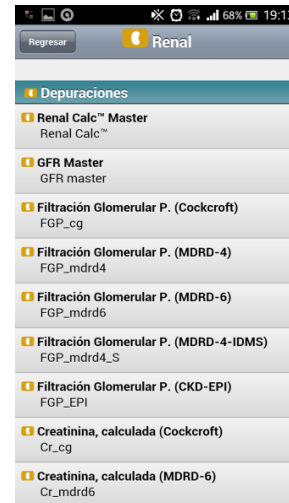 68% 19:13
Regresar
Renal
Depuraciones
Renal Calc™ Master
Renal Calc™
GFR Master
GFR master
Filtración Glomerular P. (Cockcroft)
FGP_cg
Filtración Glomerular P. (MDRD-4)
FGP_mdrd4
Filtración Glomerular P. (MDRD-6)
FGP_mdrd6
Filtración Glomerular P. (MDRD-4-IDMS)
FGP_mdrd4_S
Filtración Glomerular P. (CKD-EPI)
FGP_EPI
Creatinina, calculada (Cockcroft)
Cr_cg
Creatinina, calculada (MDRD-6)
Cr_mdrd6